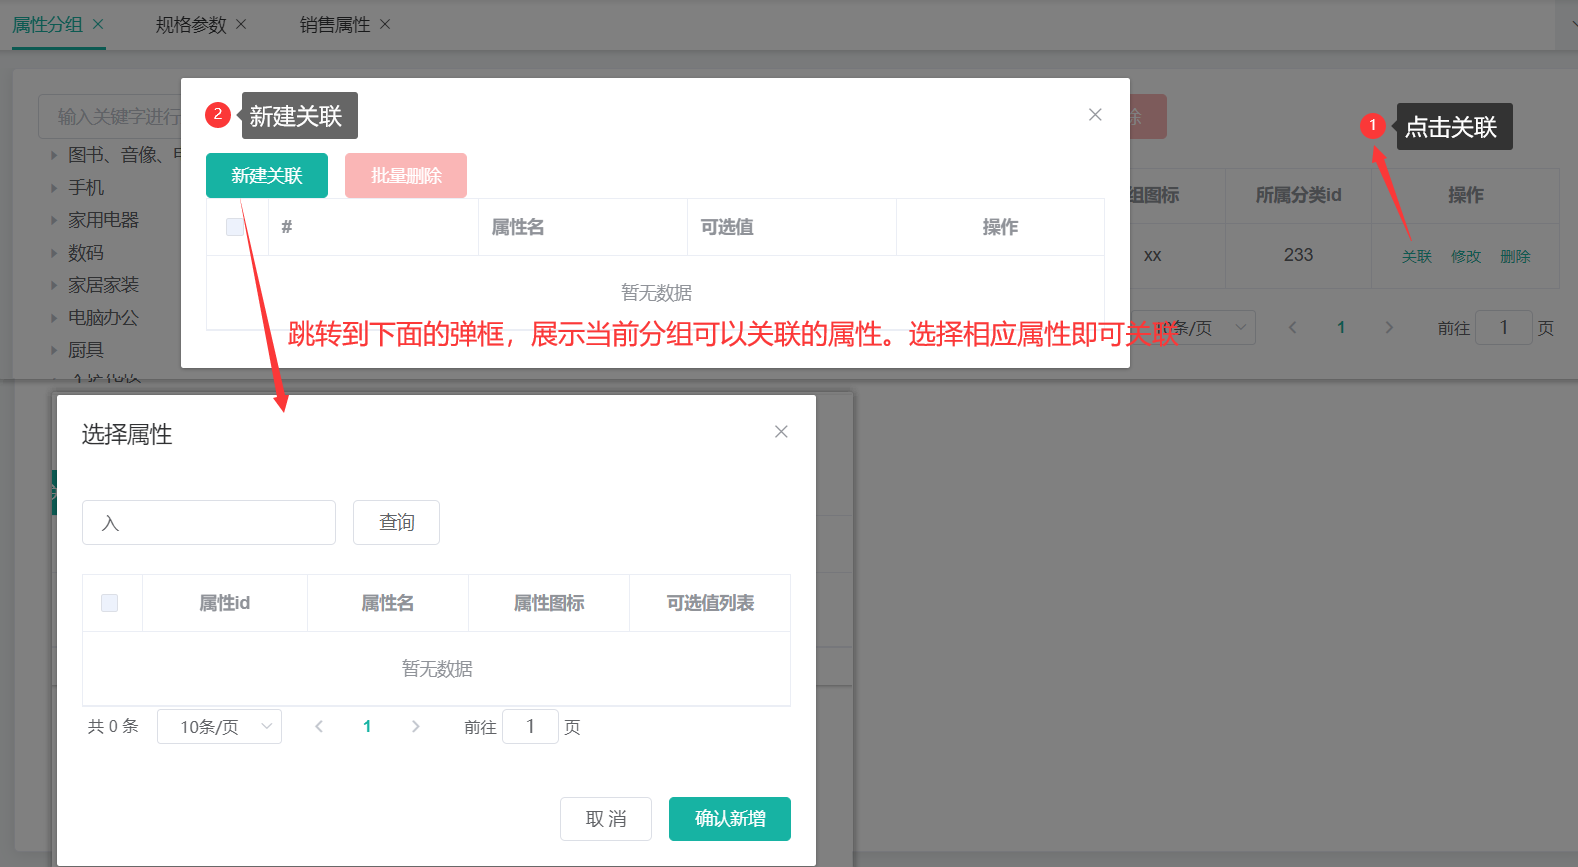 属性分组 × 规格参数 × 销售属性 ×
输入关键字进行
图书、音像、
手机
家用电器
数码
家居家装
电脑办公
厨具
2 新建关联
新建关联 批量删除
# 属性名 可选值 操作
暂无数据
跳转到下面的弹框，展示当前分组可以关联的属性。选择相应属性即可关联
除
1 点击关联
组图标 所属分类id 操作
xx 233 关联 修改 删除
条/页 1 前往 1 页
选择属性
入 查询
属性id 属性名 属性图标 可选值列表
暂无数据
共 0 条 10条/页 1 前往 1 页
取 消 确认新增